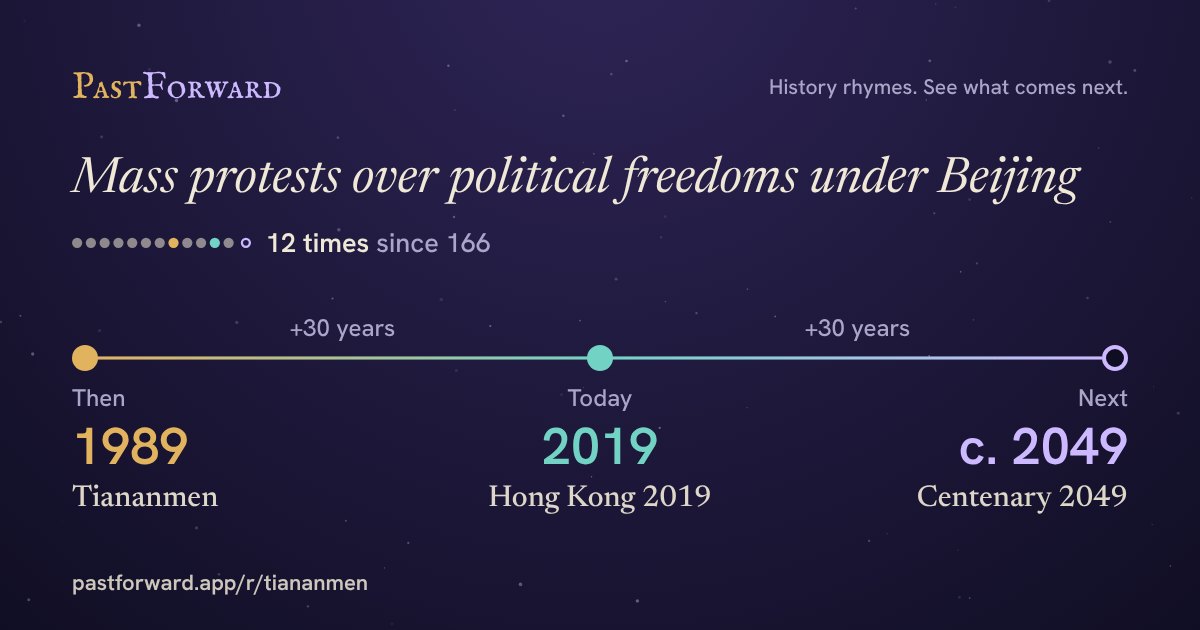 PastForward
History rhymes. See what comes next.
Mass protests over political freedoms under Beijing
12 times since 166
+30 years
+30 years
Then
Today
Next
1989
2019
c. 2049
Tiananmen
Hong Kong 2019
Centenary 2049
pastforward.app/r/tiananmen